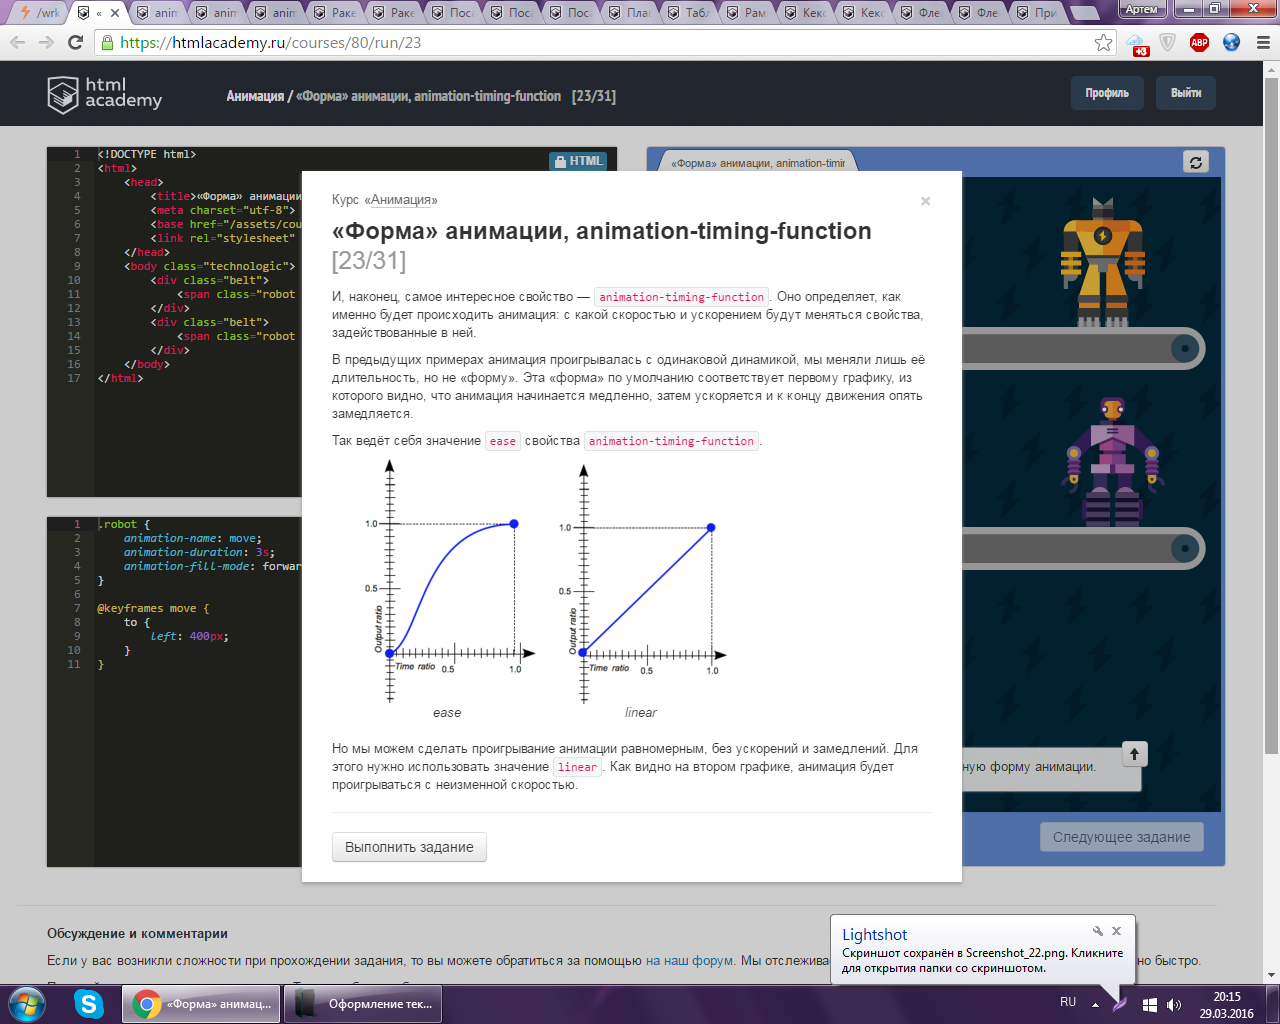 /wrk
«
anim
anim
anim
Раке
Раке
Поса
Поса
Поса
Плав
Табл
Рам
Кекс
Кекс
Фле
Фле
При
Артем
https://htmlacademy.ru/courses/80/run/23
+3
ABP
html
academy
Анимация / «Форма» анимации, animation-timing-function [23/31]
Профиль
Выйти
HTML
1 <!DOCTYPE html>
2 <html>
3 <head>
4 <title>«Форма» анимации
5 <meta charset="utf-8">
6 <base href="/assets/cou
7 <link rel="stylesheet"
8 </head>
9 <body class="technologic">
10 <div class="belt">
11 <span class="robot
12 </div>
13 <div class="belt">
14 <span class="robot
15 </div>
16 </body>
17 </html>
1 .robot {
2 animation-name: move;
3 animation-duration: 3s;
4 animation-fill-mode: forwar
5 }
6
7 @keyframes move {
8 to {
9 left: 400px;
10 }
11 }
«Форма» анимации, animation-timin
Курс «Анимация»
×
«Форма» анимации, animation-timing-function
[23/31]
И, наконец, самое интересное свойство — animation-timing-function. Оно определяет, как
именно будет происходить анимация: с какой скоростью и ускорением будут меняться свойства,
задействованные в ней.
В предыдущих примерах анимация проигрывалась с одинаковой динамикой, мы меняли лишь её
длительность, но не «форму». Эта «форма» по умолчанию соответствует первому графику, из
которого видно, что анимация начинается медленно, затем ускоряется и к концу движения опять
замедляется.
Так ведёт себя значение ease свойства animation-timing-function.
1.0
0.5
Output ratio
Time ratio
0.5
1.0
ease
1.0
0.5
Output ratio
Time ratio
0.5
1.0
linear
Но мы можем сделать проигрывание анимации равномерным, без ускорений и замедлений. Для
этого нужно использовать значение linear. Как видно на втором графике, анимация будет
проигрываться с неизменной скоростью.
Выполнить задание
ную форму анимации.
Следующее задание
Обсуждение и комментарии
Если у вас возникли сложности при прохождении задания, то вы можете обратиться за помощью на наш форум. Мы отслежива
но быстро.
Lightshot
Скриншот сохранён в Screenshot_22.png. Кликните
для открытия папки со скриншотом.
«Форма» анимац...
Оформление тек...
RU
20:15
29.03.2016